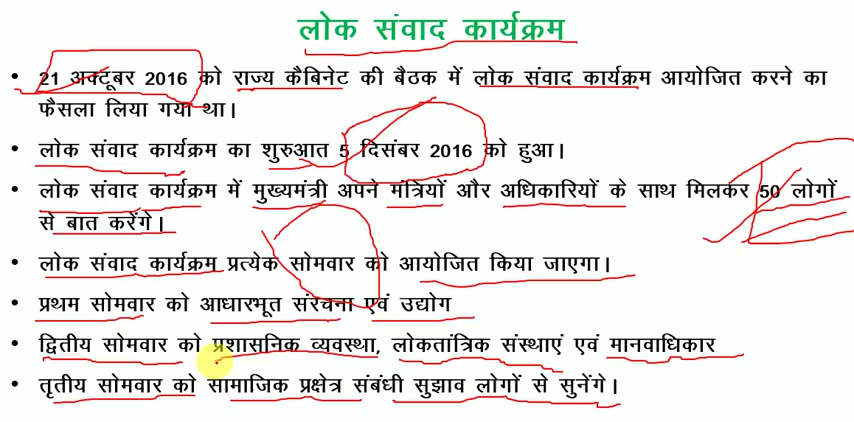 लोक संवाद कार्यक्रम
• 21 अक्टूबर 2016 को राज्य कैबिनेट की बैठक में लोक संवाद कार्यक्रम आयोजित करने का
फैसला लिया गया था।
• लोक संवाद कार्यक्रम का शुरुआत 5 दिसंबर 2016 को हुआ।
• लोक संवाद कार्यक्रम में मुख्यमंत्री अपने मंत्रियों और अधिकारियों के साथ मिलकर 50 लोगों
से बात करेंगे।
• लोक संवाद कार्यक्रम प्रत्येक सोमवार को आयोजित किया जाएगा।
• प्रथम सोमवार को आधारभूत संरचना एवं उद्योग
• द्वितीय सोमवार को प्रशासनिक व्यवस्था, लोकतांत्रिक संस्थाएं एवं मानवाधिकार
• तृतीय सोमवार को सामाजिक प्रक्षेत्र संबंधी सुझाव लोगों से सुनेंगे।